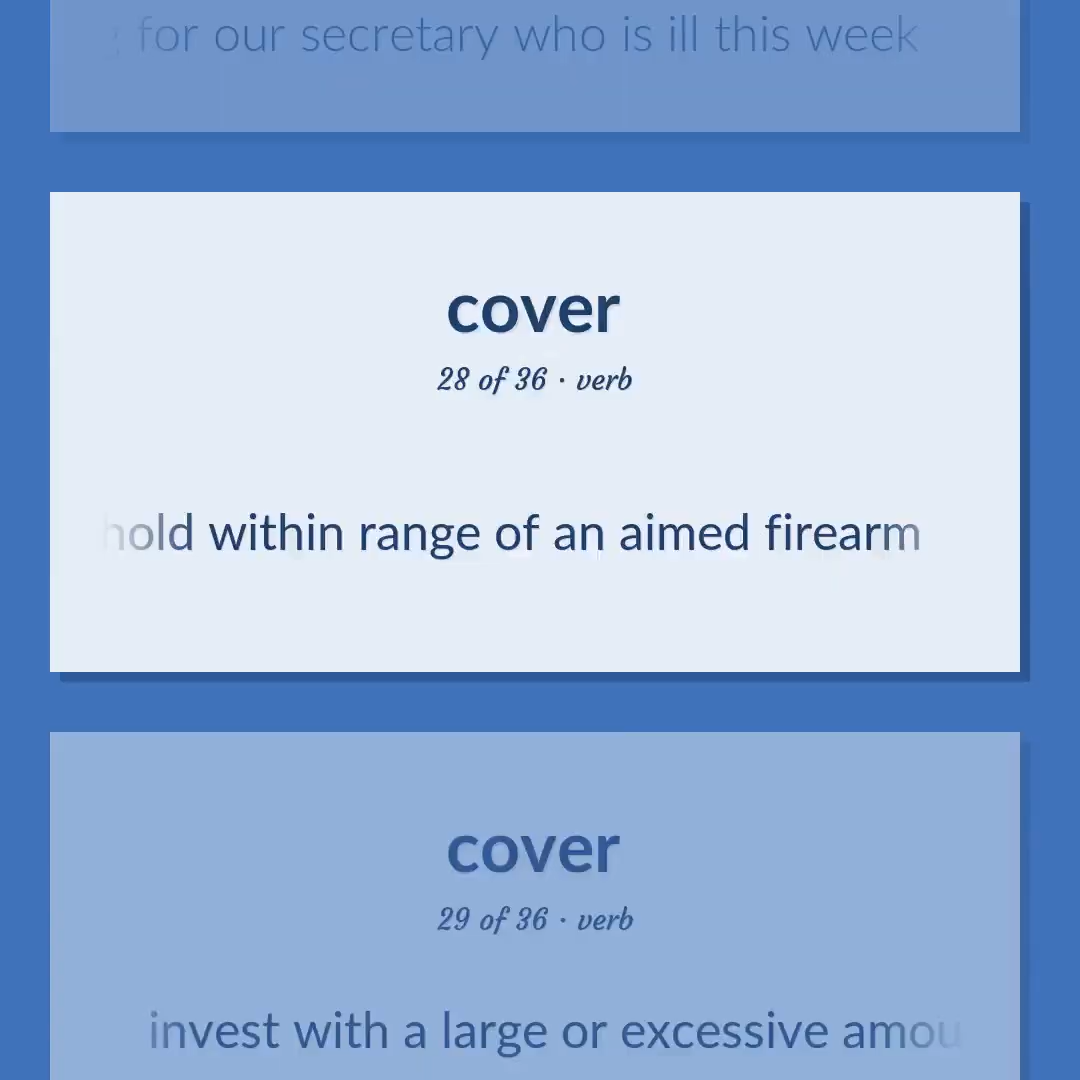 for our secretary who is ill this week
cover
28 of 36 · verb
hold within range of an aimed firearm
cover
29 of 36 · verb
invest with a large or excessive amou